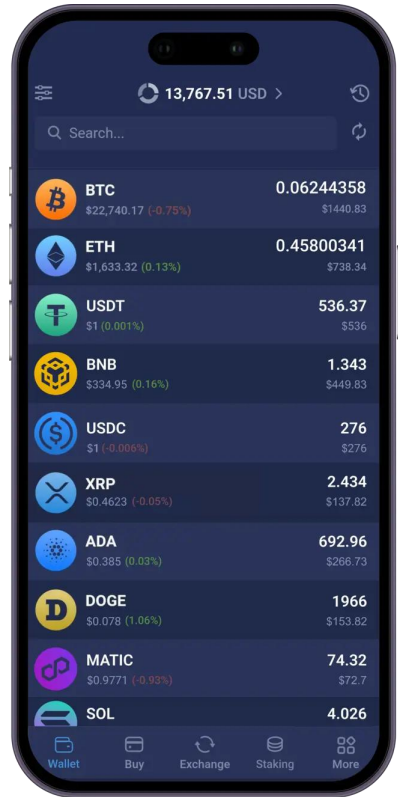 13,767.51 USD >
Search...
BTC 0.06244358
$22,740.17 (-0.75%) $1440.83
ETH 0.45800341
$1,633.32 (0.13%) $738.34
USDT 536.37
$1 (0.001%) $536
BNB 1.343
$334.95 (0.16%) $449.83
USDC 276
$1 (-0.006%) $276
XRP 2.434
$0.4623 (-0.05%) $137.82
ADA 692.96
$0.385 (0.03%) $266.73
DOGE 1966
$0.078 (1.06%) $153.82
MATIC 74.32
$0.9771 (-0.93%) $72.7
SOL 4.026
Wallet Buy Exchange Staking More